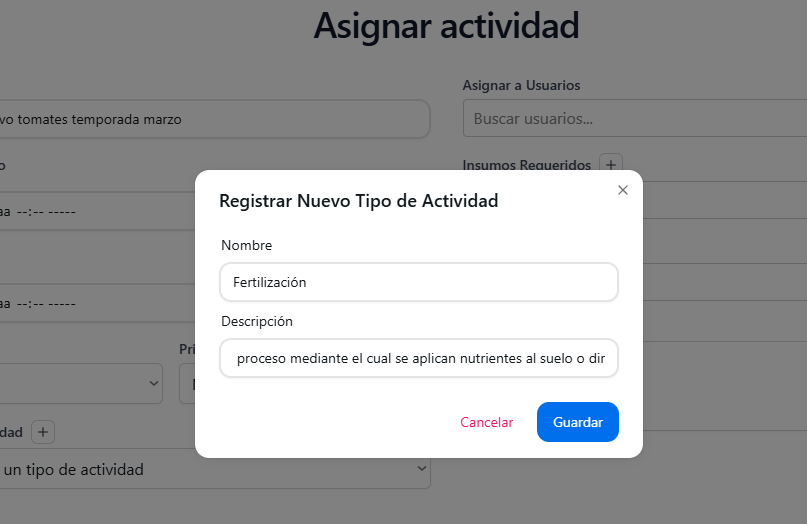 Asignar actividad
vo tomates temporada marzo
o
aa --:-- -----
aa --:-- -----
Pri
dad +
un tipo de actividad
Asignar a Usuarios
Buscar usuarios...
Insumos Requeridos +
Registrar Nuevo Tipo de Actividad
Nombre
Fertilización
Descripción
proceso mediante el cual se aplican nutrientes al suelo o dir
Cancelar
Guardar